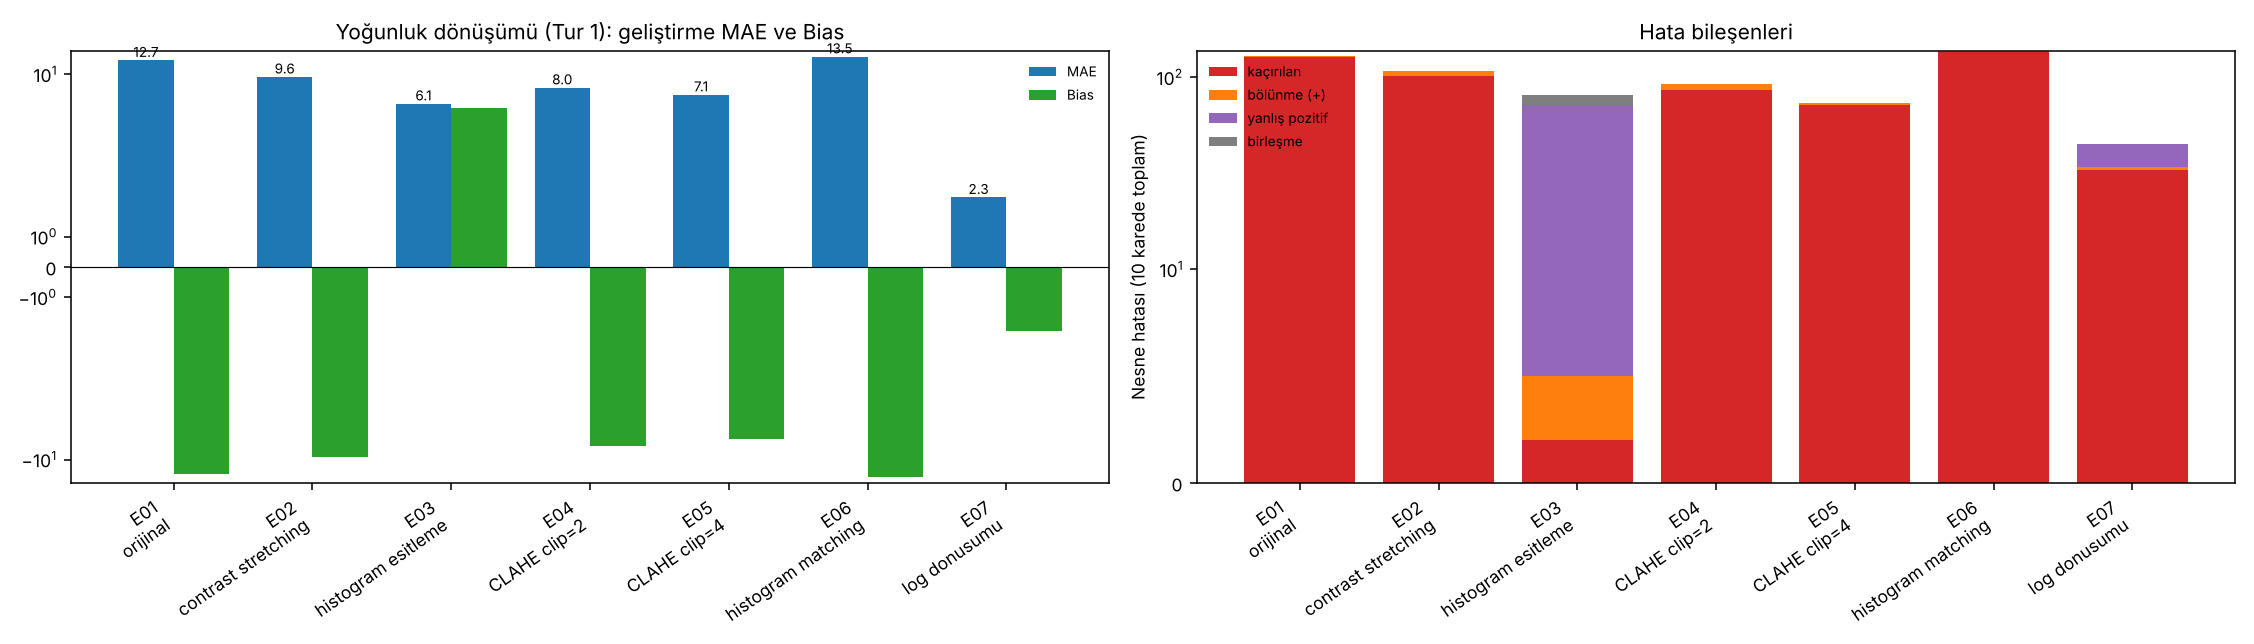 Yoğunluk dönüşümü (Tur 1): geliştirme MAE ve Bias
12.7
9.6
6.1
8.0
7.1
13.5
2.3
MAE
Bias
10¹
10⁰
0
−10⁰
−10¹
E01
orijinal
E02
contrast stretching
E03
histogram esitleme
E04
CLAHE clip=2
E05
CLAHE clip=4
E06
histogram matching
E07
log donusumu
Hata bileşenleri
Nesne hatası (10 karede toplam)
10²
10¹
0
kaçırılan
bölünme (+)
yanlış pozitif
birleşme
E01
orijinal
E02
contrast stretching
E03
histogram esitleme
E04
CLAHE clip=2
E05
CLAHE clip=4
E06
histogram matching
E07
log donusumu